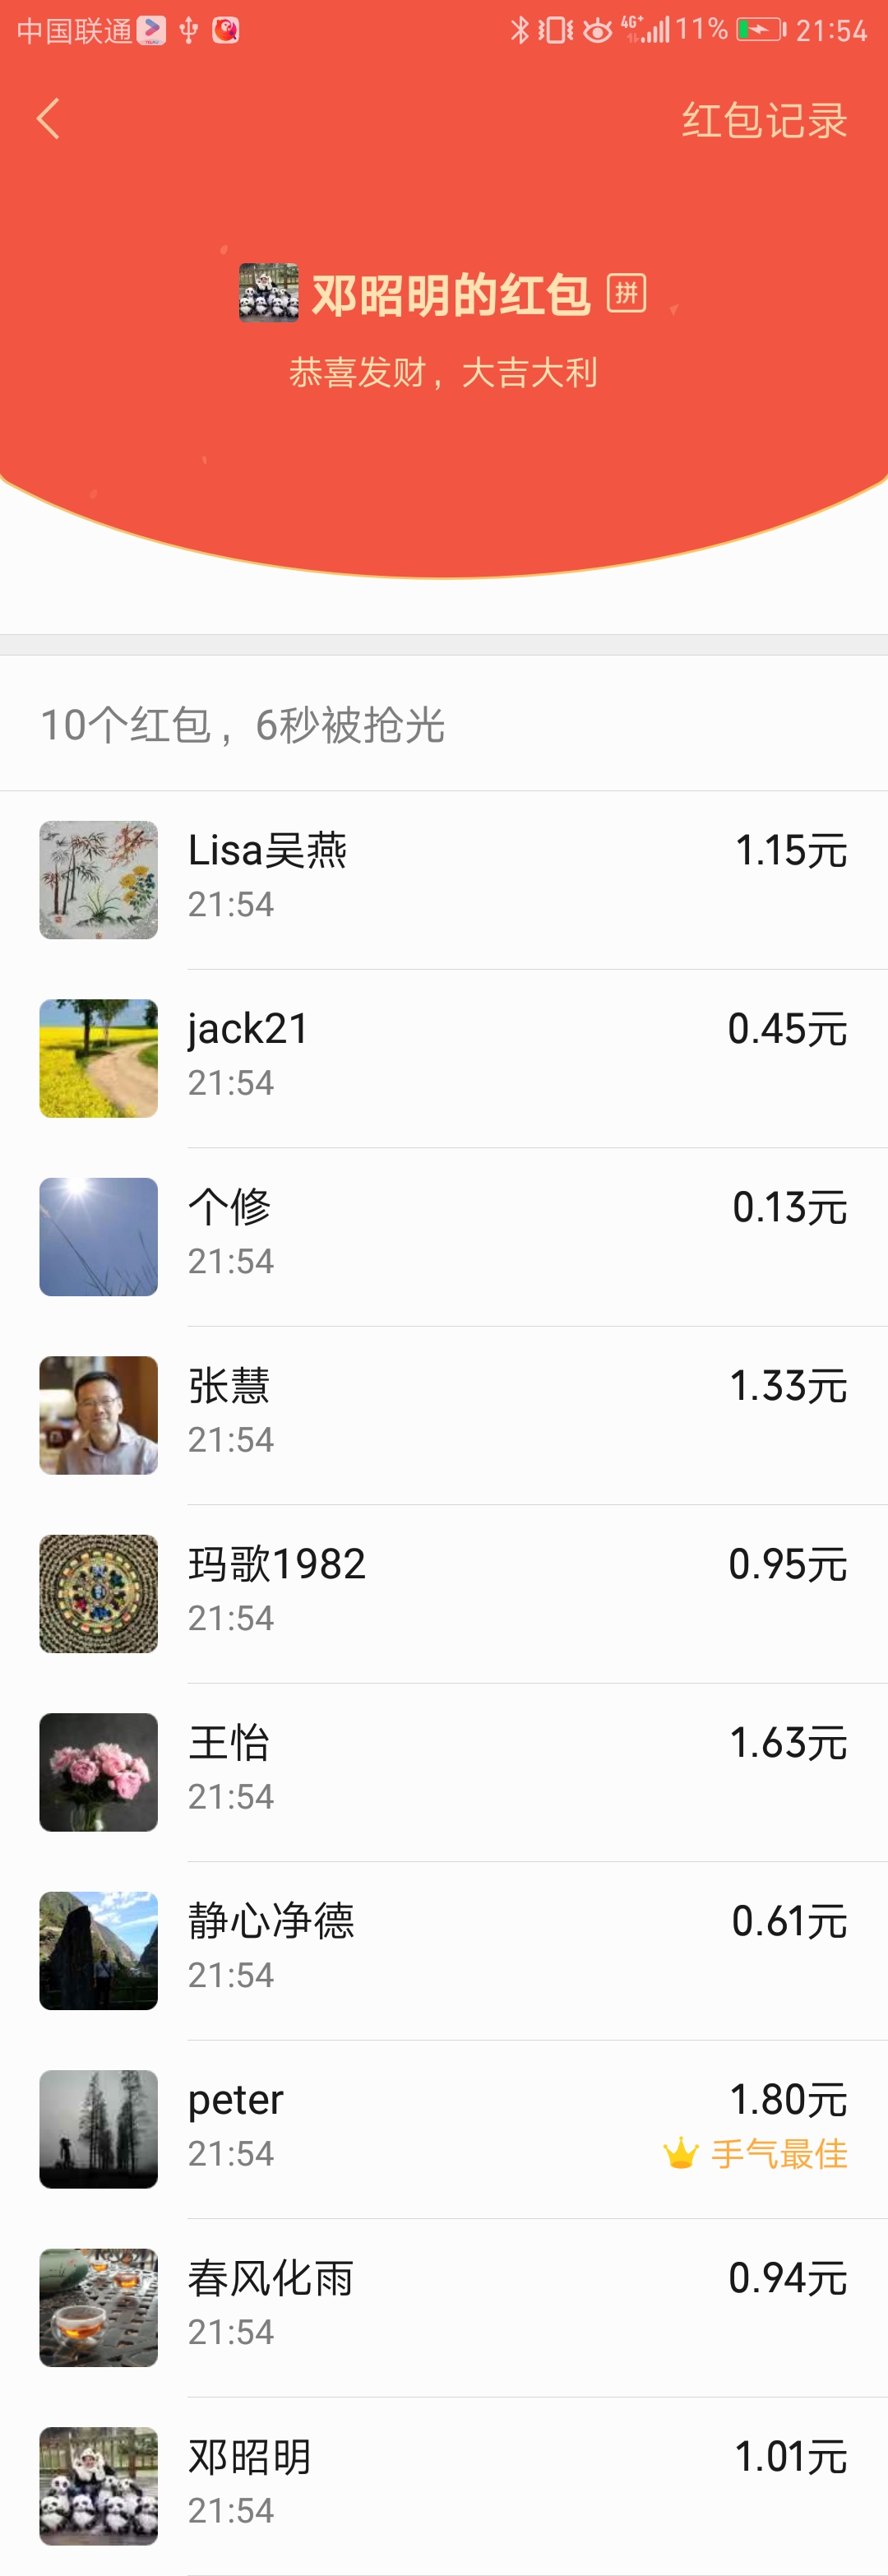 中国联通 4G+ 11% 21:54
红包记录
邓昭明的红包 拼
恭喜发财，大吉大利
10个红包，6秒被抢光
Lisa吴燕 1.15元
21:54
jack21 0.45元
21:54
个修 0.13元
21:54
张慧 1.33元
21:54
玛歌1982 0.95元
21:54
王怡 1.63元
21:54
静心净德 0.61元
21:54
peter 1.80元
21:54 手气最佳
春风化雨 0.94元
21:54
邓昭明 1.01元
21:54